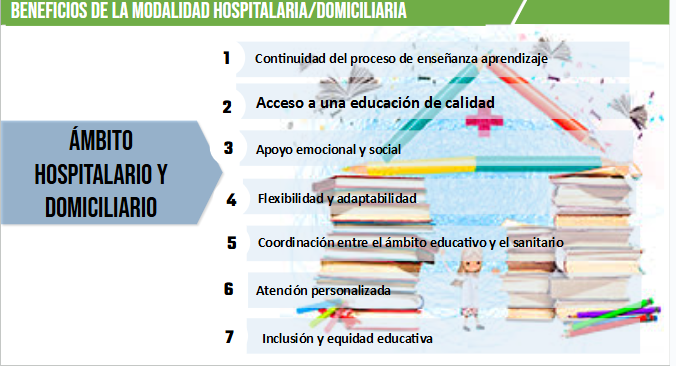 BENEFICIOS DE LA MODALIDAD HOSPITALARIA/DOMICILIARIA
ÁMBITO
HOSPITALARIO Y
DOMICILIARIO
1 Continuidad del proceso de enseñanza aprendizaje
2 Acceso a una educación de calidad
3 Apoyo emocional y social
4 Flexibilidad y adaptabilidad
5 Coordinación entre el ámbito educativo y el sanitario
6 Atención personalizada
7 Inclusión y equidad educativa